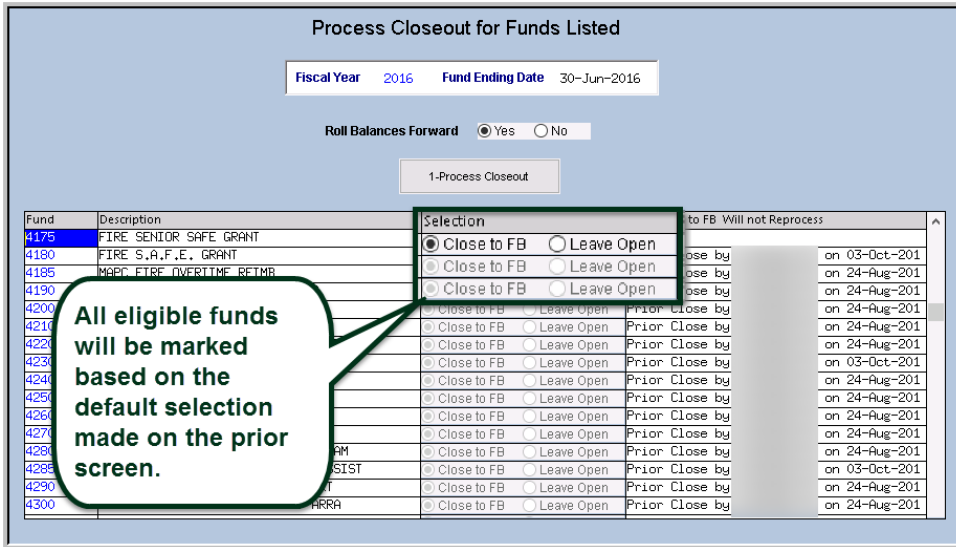 Process Closeout for Funds Listed
Fiscal Year 2016 Fund Ending Date 30-Jun-2016
Roll Balances Forward Yes No
1-Process Closeout
Fund Description Selection to FB Will not Reprocess
4175 FIRE SENIOR SAFE GRANT Close to FB Leave Open
4180 FIRE S.A.F.E. GRANT Close to FB Leave Open ose by on 03-Oct-201
4185 MAPC FIRE OVERTIME REIMB Close to FB Leave Open ose by on 24-Aug-201
4190 Close to FB Leave Open ose by on 24-Aug-201
4200 Close to FB Leave Open Prior Close by on 24-Aug-201
4210 Close to FB Leave Open Prior Close by on 24-Aug-201
4220 Close to FB Leave Open Prior Close by on 24-Aug-201
4230 Close to FB Leave Open Prior Close by on 03-Oct-201
4240 Close to FB Leave Open Prior Close by on 24-Aug-201
4250 Close to FB Leave Open Prior Close by on 24-Aug-201
4260 Close to FB Leave Open Prior Close by on 24-Aug-201
4270 Close to FB Leave Open Prior Close by on 24-Aug-201
4280 AM Close to FB Leave Open Prior Close by on 24-Aug-201
4285 SIST Close to FB Leave Open Prior Close by on 03-Oct-201
4290 T Close to FB Leave Open Prior Close by on 24-Aug-201
4300 ARRA Close to FB Leave Open Prior Close by on 24-Aug-201
All eligible funds
will be marked
based on the
default selection
made on the prior
screen.